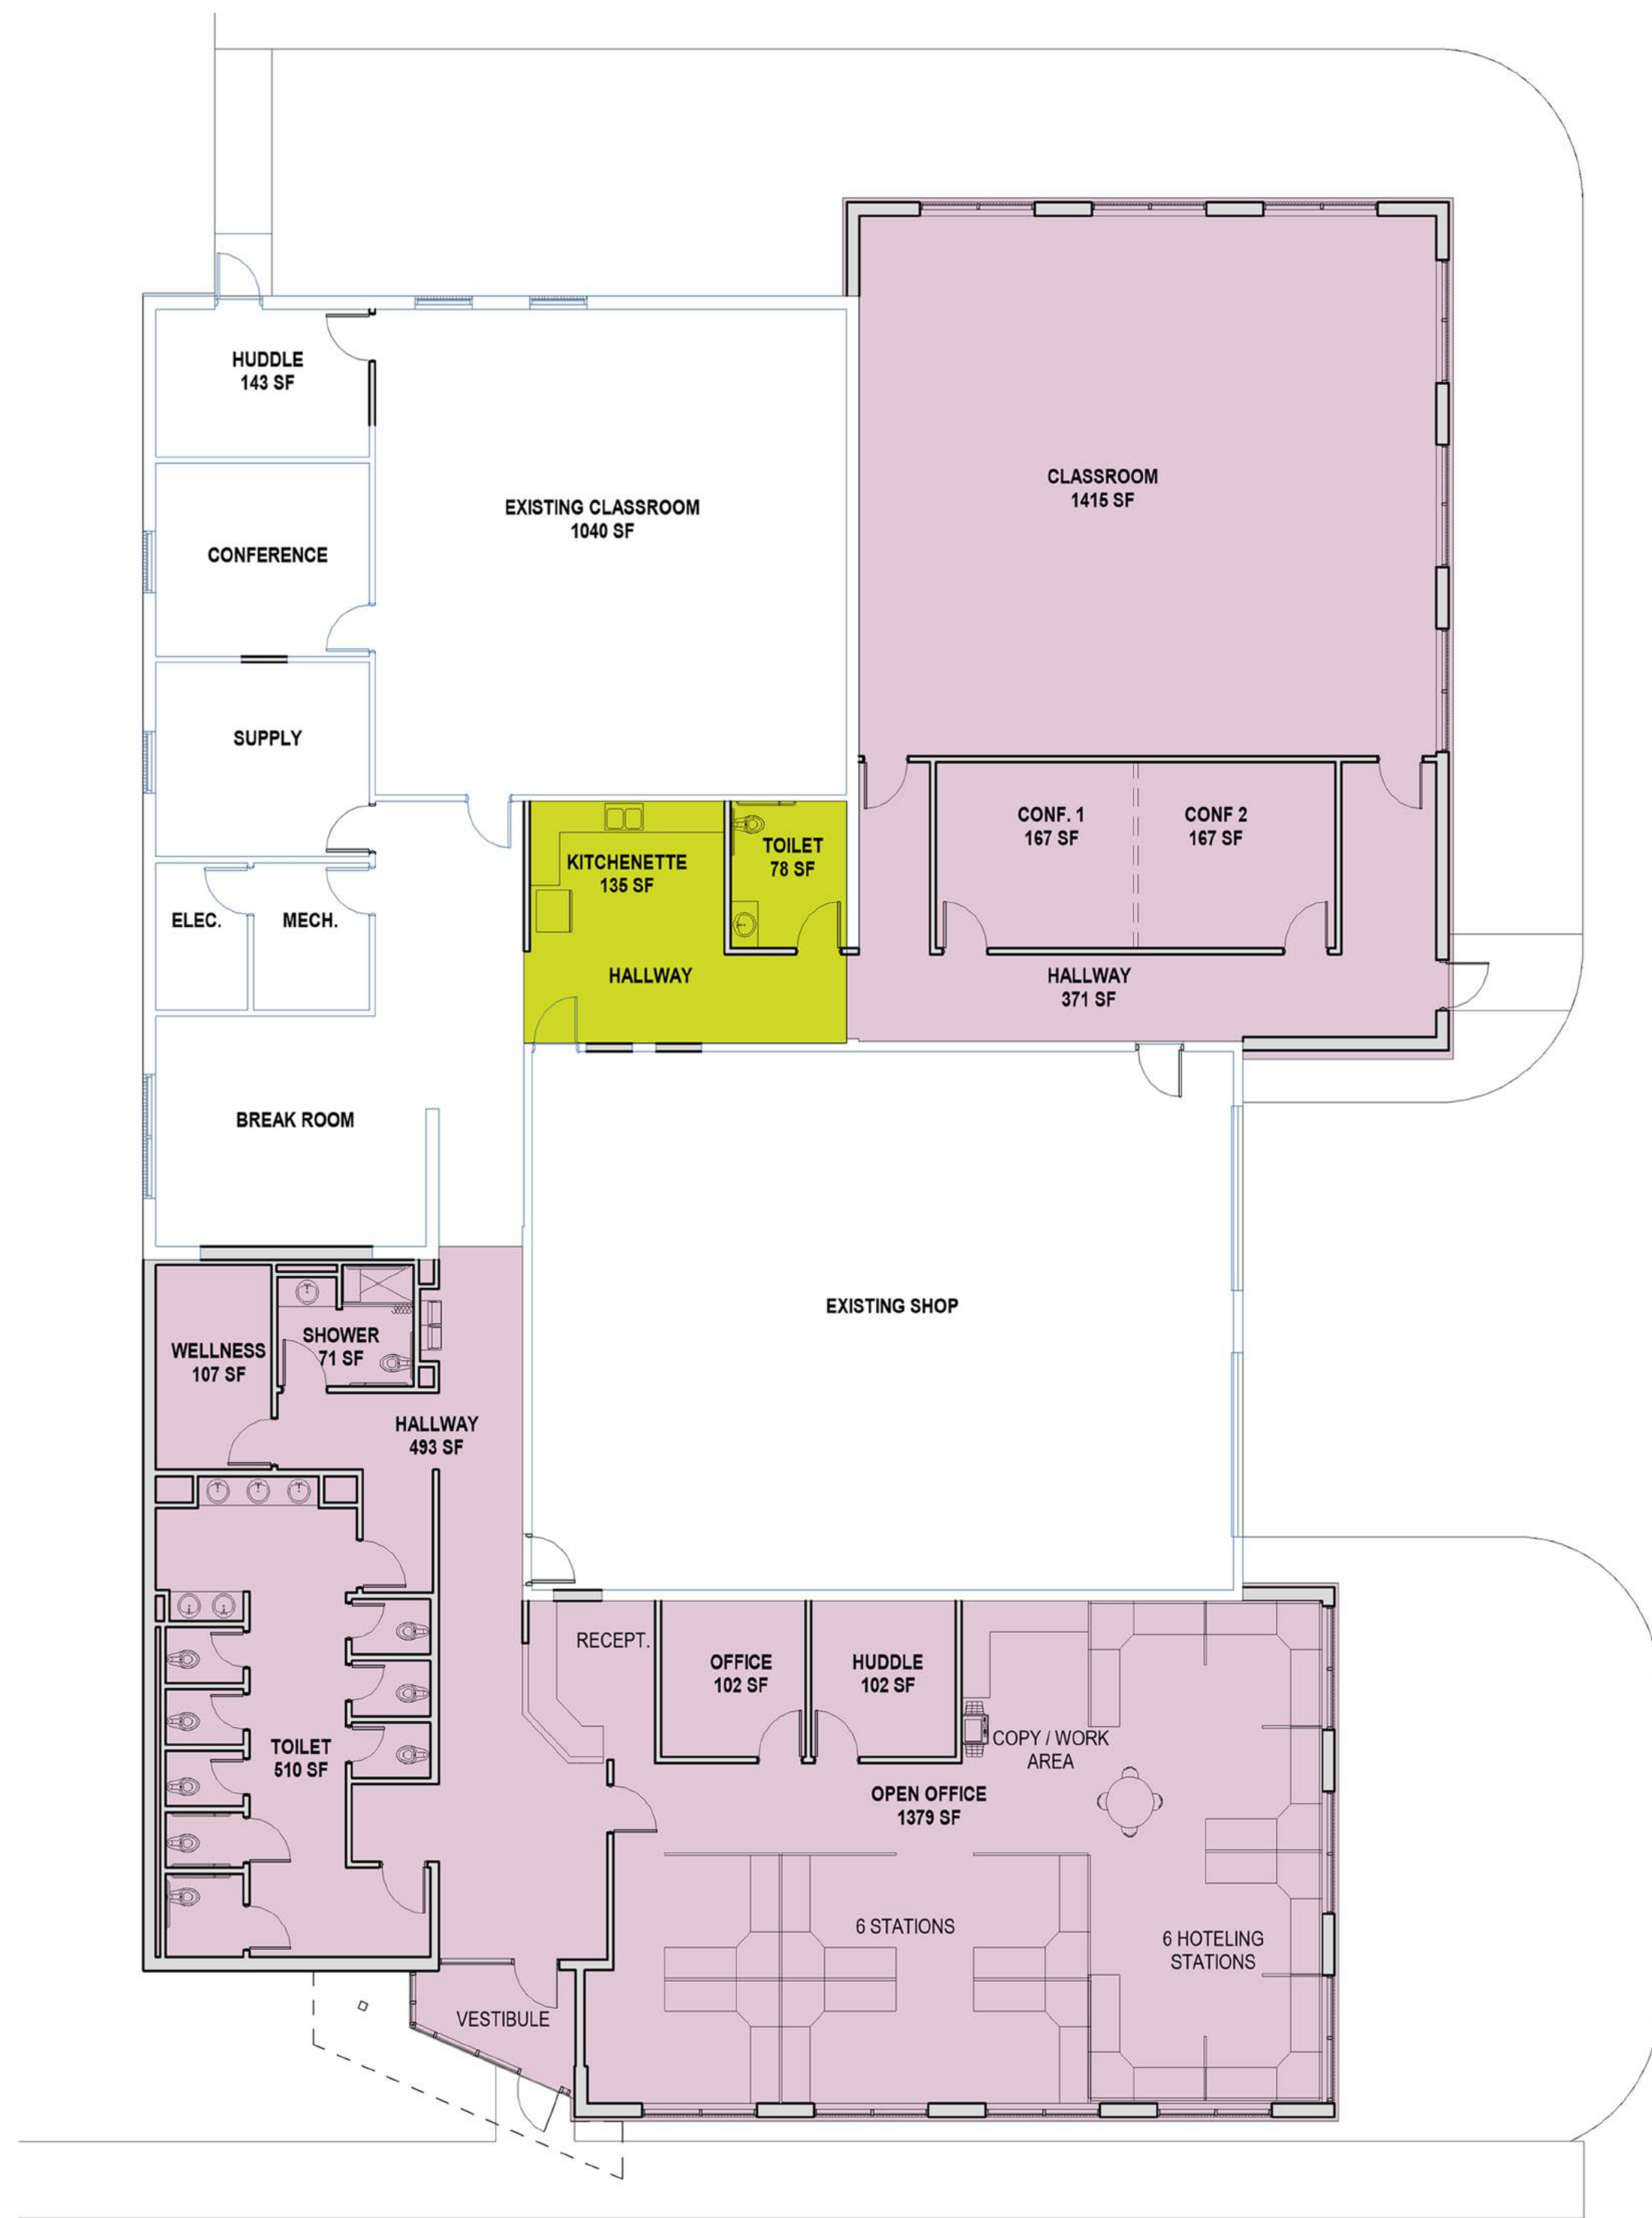 HUDDLE
143 SF
CONFERENCE
EXISTING CLASSROOM
1040 SF
CLASSROOM
1415 SF
SUPPLY
CONF. 1
167 SF
CONF 2
167 SF
KITCHENETTE
135 SF
TOILET
78 SF
ELEC.
MECH.
HALLWAY
HALLWAY
371 SF
BREAK ROOM
EXISTING SHOP
WELLNESS
107 SF
SHOWER
71 SF
HALLWAY
493 SF
RECEPT.
OFFICE
102 SF
HUDDLE
102 SF
COPY / WORK
AREA
TOILET
510 SF
OPEN OFFICE
1379 SF
6 STATIONS
6 HOTELING
STATIONS
VESTIBULE